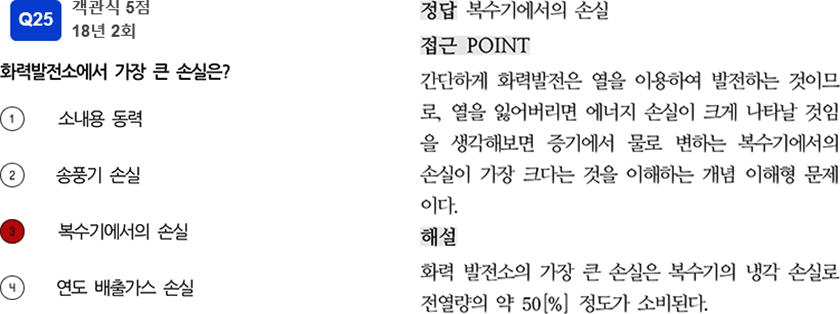 Q25
객관식 5점
18년 2회
화력발전소에서 가장 큰 손실은?
1 소내용 동력
2 송풍기 손실
3 복수기에서의 손실
4 연도 배출가스 손실
정답 복수기에서의 손실
접근 POINT
간단하게 화력발전은 열을 이용하여 발전하는 것이므
로, 열을 잃어버리면 에너지 손실이 크게 나타날 것임
을 생각해보면 증기에서 물로 변하는 복수기에서의
손실이 가장 크다는 것을 이해하는 개념 이해형 문제
이다.
해설
화력 발전소의 가장 큰 손실은 복수기의 냉각 손실로
전열량의 약 50[%] 정도가 소비된다.